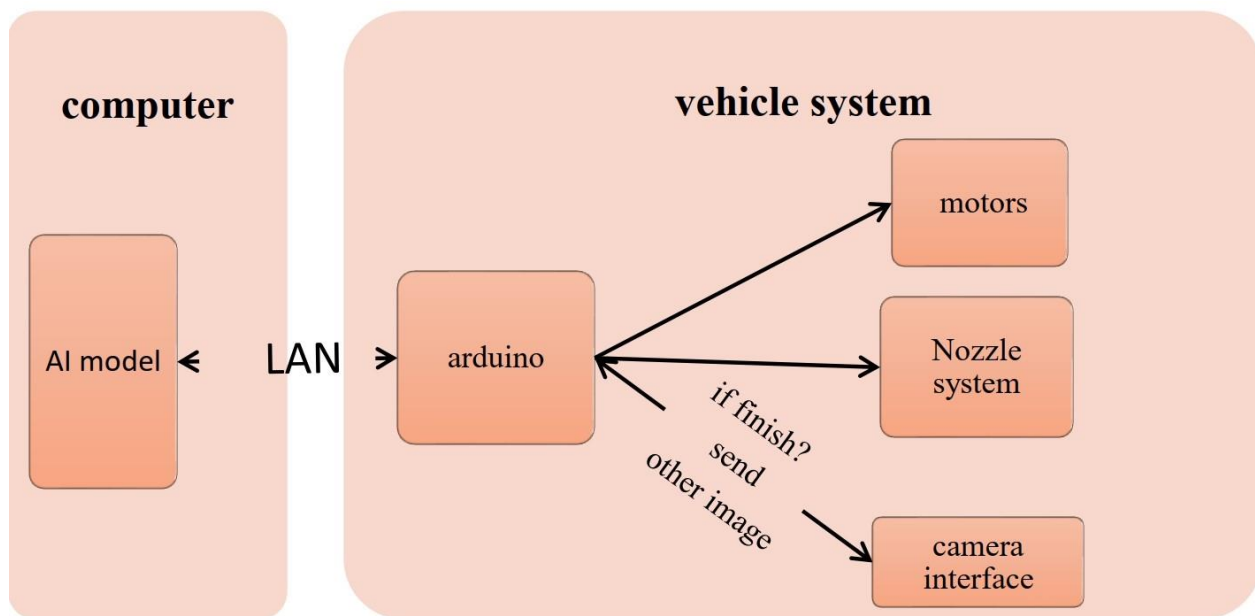 computer
vehicle system
motors
AI model
LAN
arduino
Nozzle
system
if finish?
send
other image
camera
interface